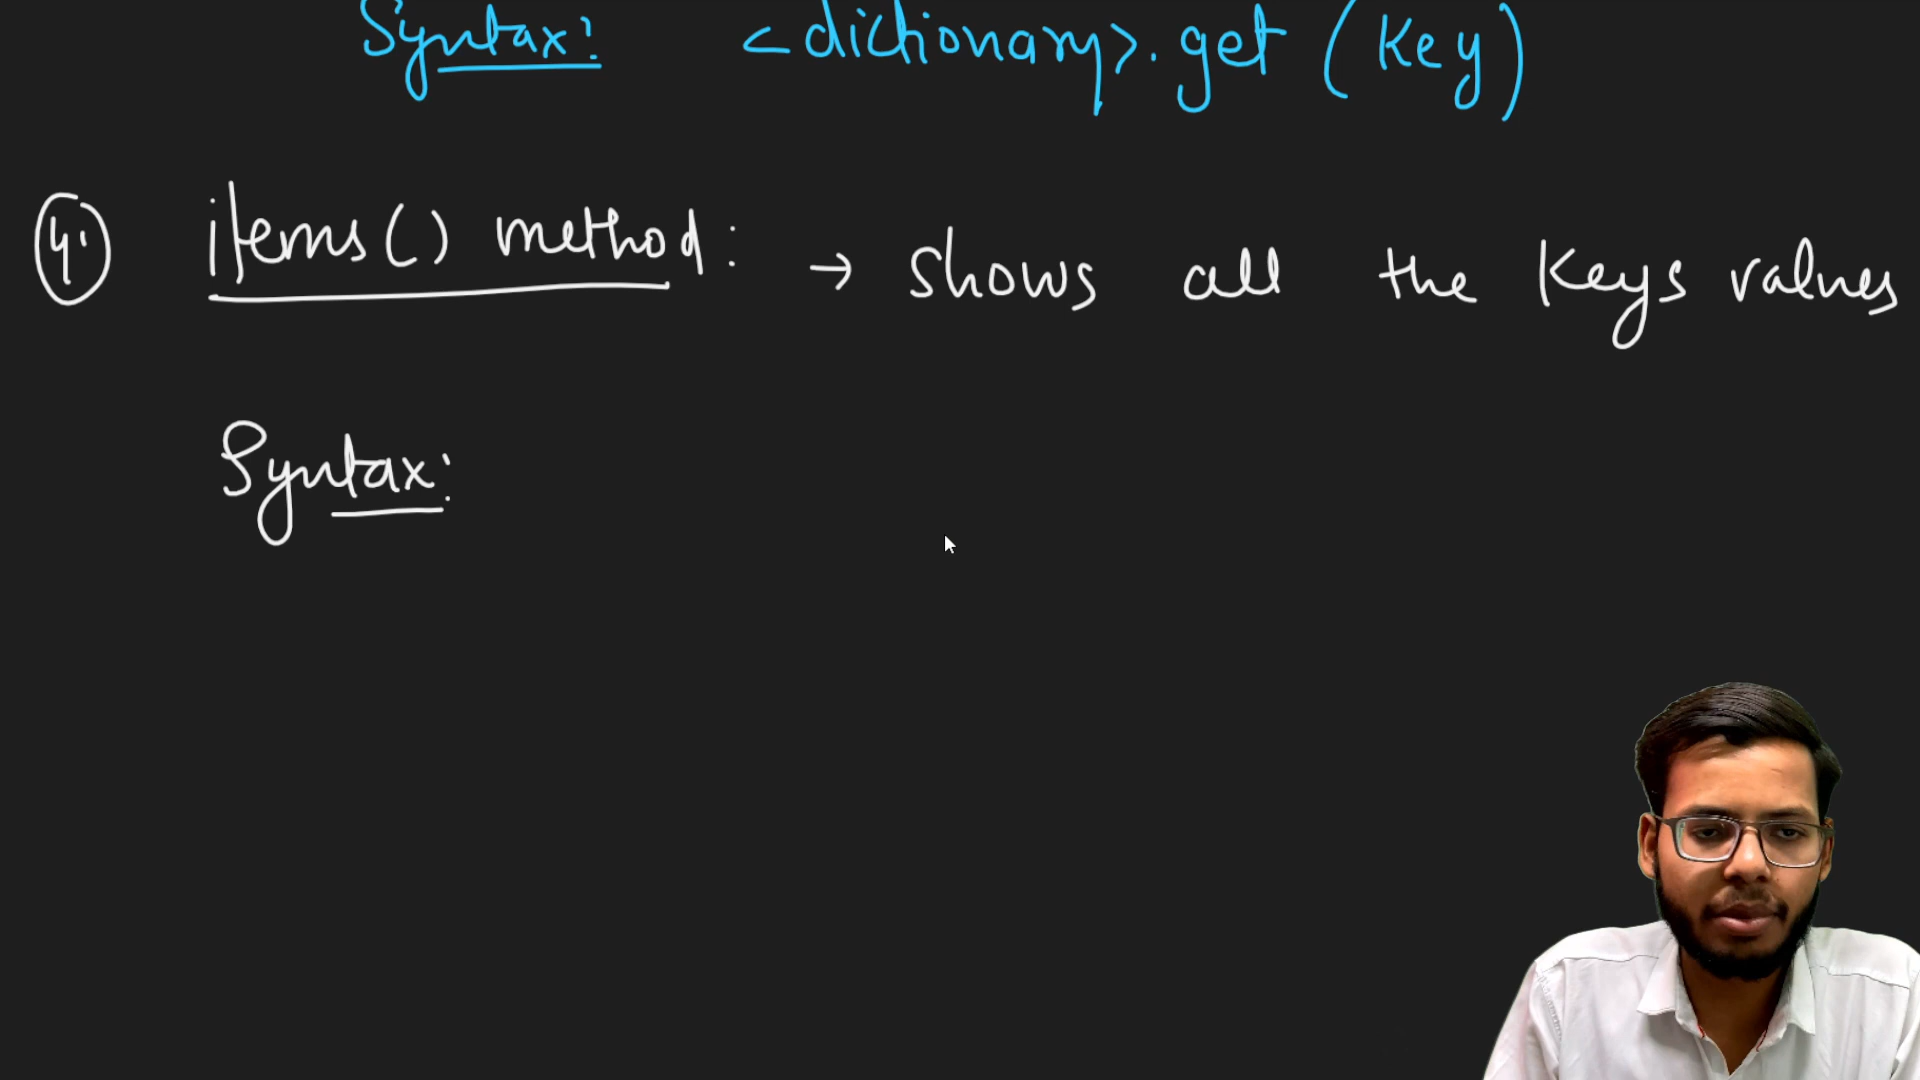 Syntax: <dictionary>.get (Key)
4. items() method: → shows all the Keys values
Syntax: